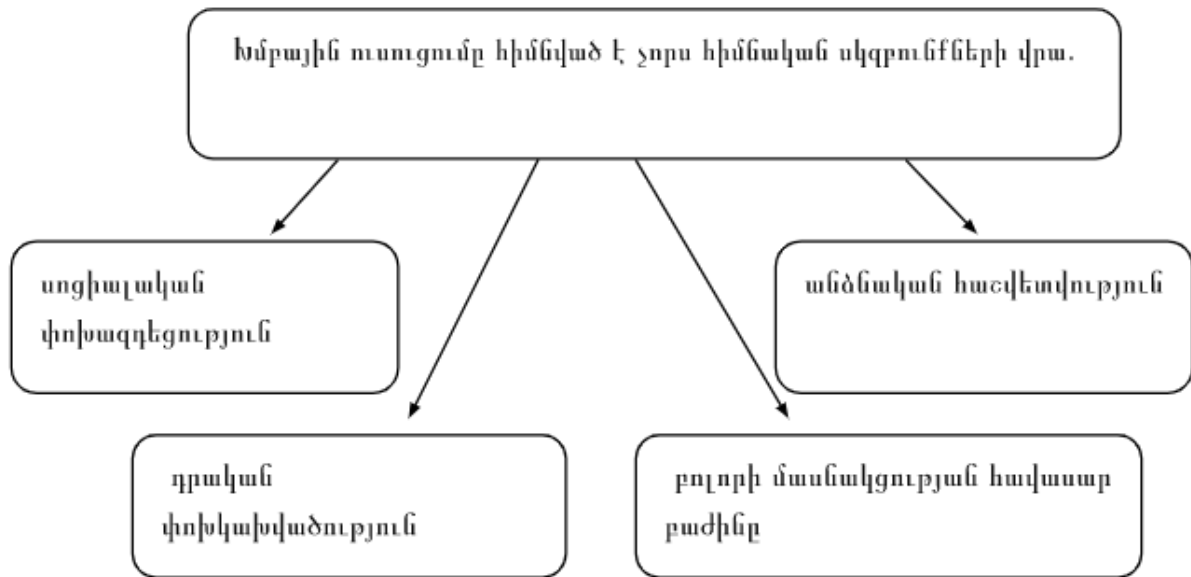 Խմբային ուսուցումը հիմնված է չորս հիմնական սկզբունքների վրա.
սոցիալական
փոխազդեցություն
անձնական հաշվետվություն
դրական
փոխկախվածություն
բոլորի մասնակցության հավասար
բաժինը